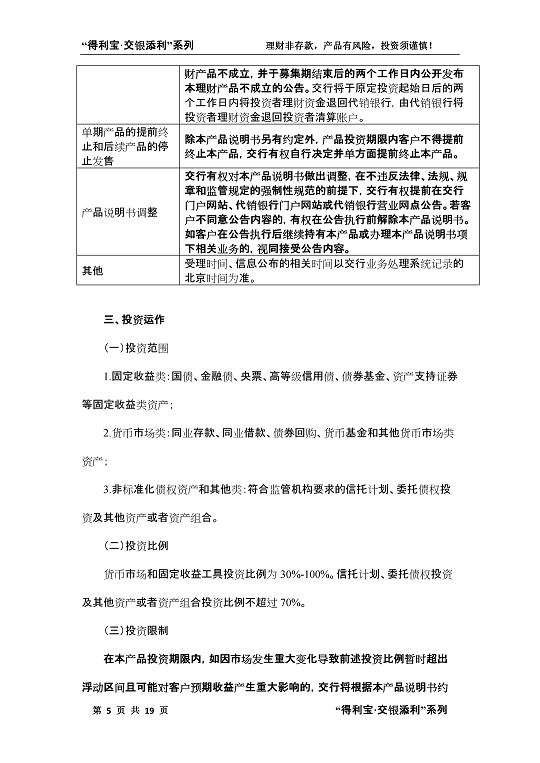 “得利宝·交银添利”系列 理财非存款，产品有风险，投资须谨慎！
财产品不成立，并于募集期结束后的两个工作日内公开发布
本理财产品不成立的公告。交行将于原定投资起始日后的两
个工作日内将投资者理财资金退回代销银行，由代销银行将
投资者理财资金退回投资者清算账户。
单期产品的提前终
止和后续产品的停
止发售
除本产品说明书另有约定外，产品投资期限内客户不得提前
终止本产品，交行有权自行决定并单方面提前终止本产品。
产品说明书调整
交行有权对本产品说明书做出调整，在不违反法律、法规、规
章和监管规定的强制性规范的前提下，交行有权提前在交行
门户网站、代销银行门户网站或代销银行营业网点公告。若客
户不同意公告内容的，有权在公告执行前解除本产品说明书。
如客户在公告执行后继续持有本产品或办理本产品说明书项
下相关业务的，视同接受公告内容。
其他
受理时间、信息公布的相关时间以交行业务处理系统记录的
北京时间为准。
三、投资运作
（一）投资范围
1.固定收益类：国债、金融债、央票、高等级信用债、债券基金、资产支持证券
等固定收益类资产；
2.货币市场类：同业存款、同业借款、债券回购、货币基金和其他货币市场类
资产；
3.非标准化债权资产和其他类：符合监管机构要求的信托计划、委托债权投
资及其他资产或者资产组合。
（二）投资比例
货币市场和固定收益工具投资比例为 30%-100%。信托计划、委托债权投资
及其他资产或者资产组合投资比例不超过 70%。
（三）投资限制
在本产品投资期限内，如因市场发生重大变化导致前述投资比例暂时超出
浮动区间且可能对客户预期收益产生重大影响的，交行将根据本产品说明书约
第 5 页 共 19 页 “得利宝·交银添利”系列